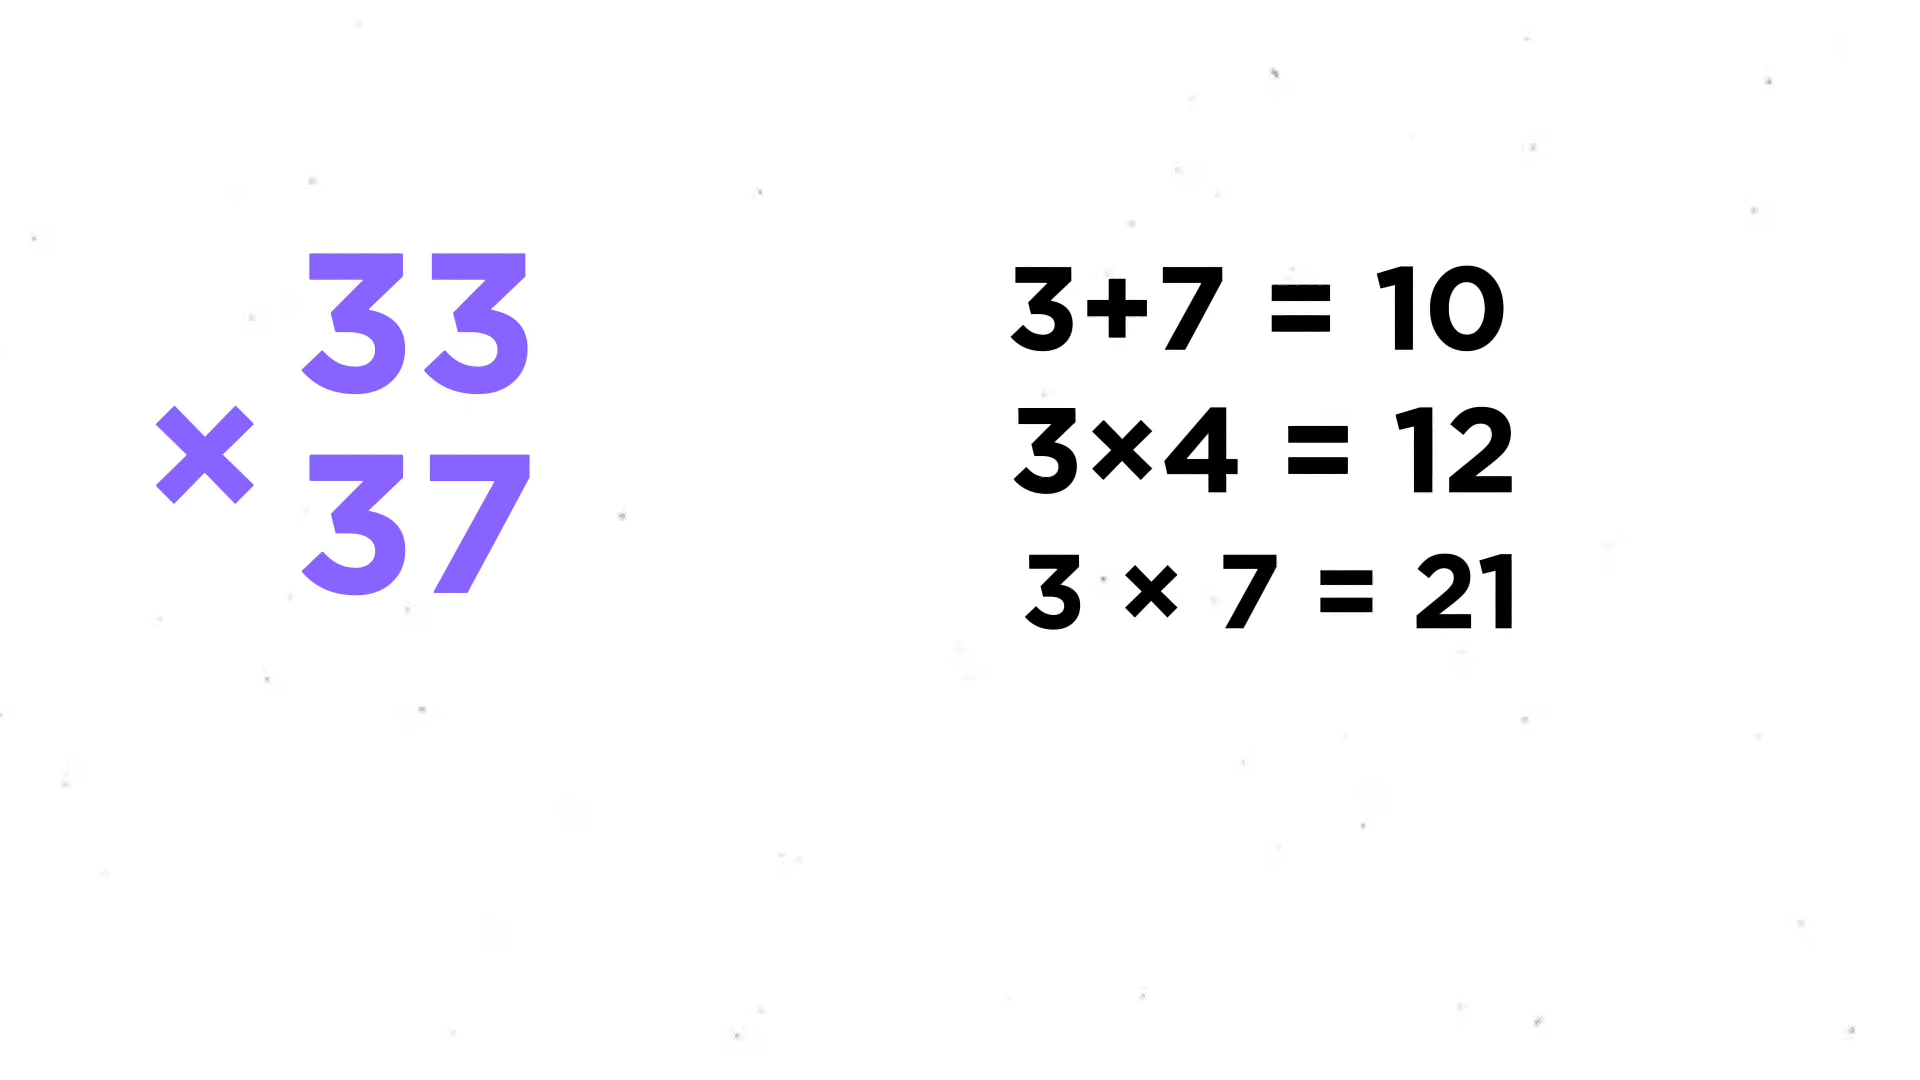 33
× 37
3+7 = 10
3×4 = 12
3 × 7 = 21